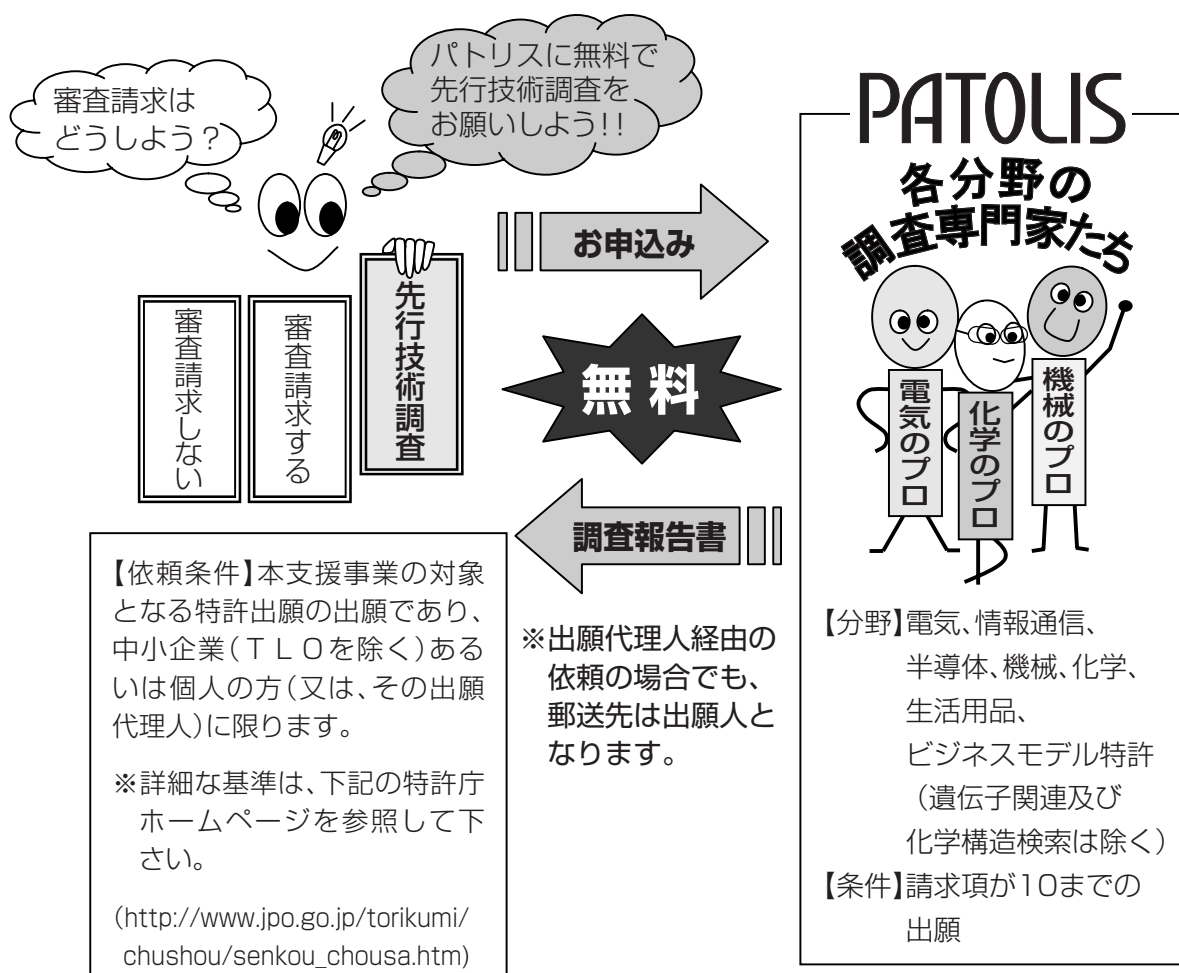 審査請求は
どうしよう？
パトリスに無料で
先行技術調査を
お願いしよう!!
審査請求しない
審査請求する
先行技術調査
お申込み
無料
調査報告書
※出願代理人経由の
依頼の場合でも、
郵送先は出願人と
なります。
【依頼条件】本支援事業の対象
となる特許出願の出願であり、
中小企業（ＴＬＯを除く）ある
いは個人の方（又は、その出願
代理人）に限ります。
※詳細な基準は、下記の特許庁
ホームページを参照して下
さい。
（http://www.jpo.go.jp/torikumi/
chushou/senkou_chousa.htm）
PATOLIS
各分野の
調査専門家たち
電気のプロ
化学のプロ
機械のプロ
【分野】電気、情報通信、
半導体、機械、化学、
生活用品、
ビジネスモデル特許
（遺伝子関連及び
化学構造検索は除く）
【条件】請求項が10までの
出願